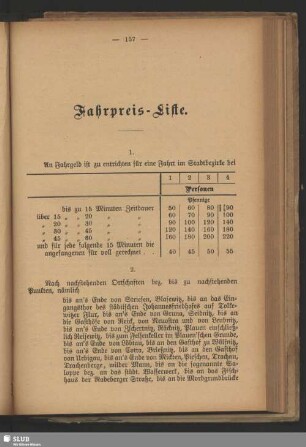 — 157 —
Fahrpreis-Liste.
1.
An Fahrgeld ist zu entrichten für eine Fahrt im Stadtbezirke bei
1 2 3 4
Personen
Pfennige
bis zu 15 Minuten Zeitdauer 50 60 80 90
über 15 „ 20 „ „ 60 70 90 100
„ 20 „ 30 „ „ 90 100 120 140
„ 30 „ 45 „ „ 120 140 160 180
„ 45 „ 60 „ „ 160 180 200 220
und für jede folgende 15 Minuten die
angefangenen für voll gerechnet . 40 45 50 55
2.
Nach nachstehenden Ortschaften bez. bis zu nachstehenden
Punkten, nämlich
bis an's Ende von Striesen, Blasewitz, bis an das Ein-
gangsthor des städtischen Johannesfriedhofes auf Tolke-
witzer Flur, bis an's Ende von Gruna, Seidnitz, bis an
die Gasthöfe von Reick, von Neuostra und von Leubnitz,
bis an's Ende von Zschertnitz, Räcknitz, Plauen einschließ-
lich Reisewitz, bis zum Felsenkeller im Plauen'schen Grunde,
bis an's Ende von Löbtau, bis an den Gasthof zu Wölfnitz,
bis an's Ende von Cotta, Briesnitz, bis an den Gasthof
von Uebigau, bis an's Ende von Mickten, Pieschen, Trachau,
Trachenberge, wilder Mann, bis an die sogenannte
bez. an das städt. Wasserwerk, bis an das Fisch-
haus der Radeberger Straße, bis an die Mordgrundbrücke
SLUB